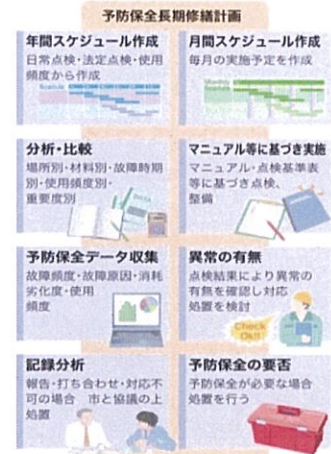 予防保全長期修繕計画
年間スケジュール作成
日常点検・法定点検・使用
頻度から作成
月間スケジュール作成
毎月の実施予定を作成
分析・比較
場所別・材料別・故障時期
別・使用頻度別・
重要度別
マニュアル等に基づき実施
マニュアル・点検基準表
等に基づき点検、
整備
予防保全データ収集
故障頻度・故障原因・消耗
劣化度・使用
頻度
異常の有無
点検結果により異常の
有無を確認し対応
処置を検討
Check
Ok!!
記録分析
報告・打ち合わせ・対応不
可の場合 市と協議の上
処置
予防保全の要否
予防保全が必要な場合
処置を行う